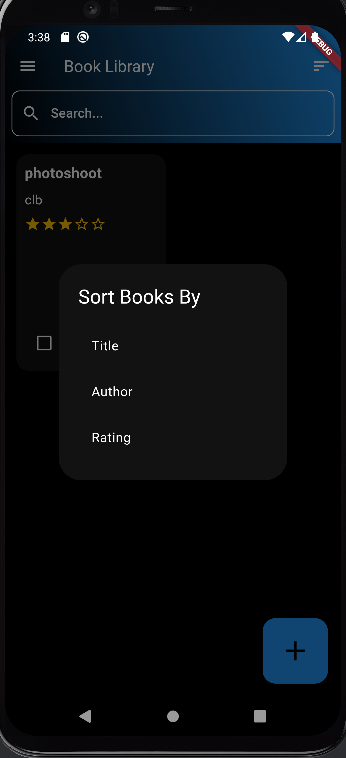 3:38
DEBUG
Book Library
Search...
photoshoot
clb
Sort Books By
Title
Author
Rating